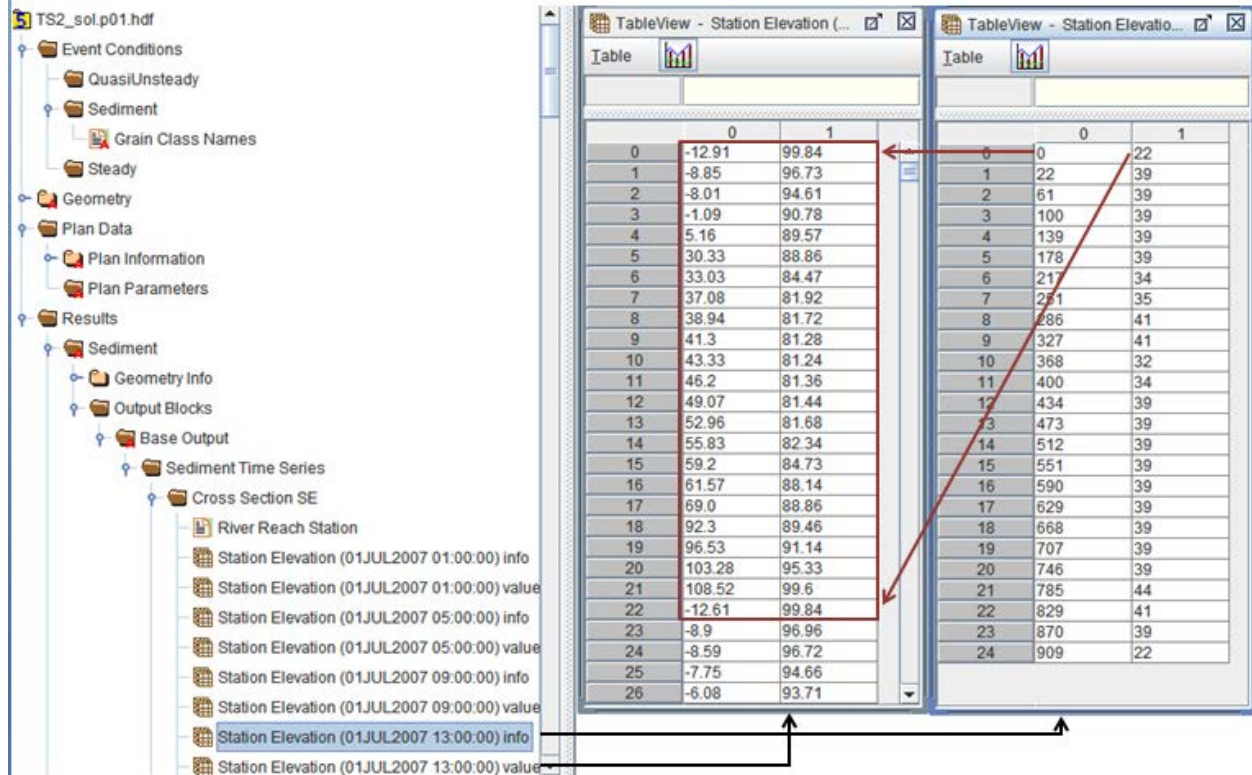 TS2_sol.p01.hdf
Event Conditions
QuasiUnsteady
Sediment
Grain Class Names
Steady
Geometry
Plan Data
Plan Information
Plan Parameters
Results
Sediment
Geometry Info
Output Blocks
Base Output
Sediment Time Series
Cross Section SE
River Reach Station
Station Elevation (01JUL2007 01:00:00) info
Station Elevation (01JUL2007 01:00:00) value
Station Elevation (01JUL2007 05:00:00) info
Station Elevation (01JUL2007 05:00:00) value
Station Elevation (01JUL2007 09:00:00) info
Station Elevation (01JUL2007 09:00:00) value
Station Elevation (01JUL2007 13:00:00) info
Station Elevation (01JUL2007 13:00:00) value
TableView - Station Elevation (...
Table
0 1
0 -12.91 99.84
1 -8.85 96.73
2 -8.01 94.61
3 -1.09 90.78
4 5.16 89.57
5 30.33 88.86
6 33.03 84.47
7 37.08 81.92
8 38.94 81.72
9 41.3 81.28
10 43.33 81.24
11 46.2 81.36
12 49.07 81.44
13 52.96 81.68
14 55.83 82.34
15 59.2 84.73
16 61.57 88.14
17 69.0 88.86
18 92.3 89.46
19 96.53 91.14
20 103.28 95.33
21 108.52 99.6
22 -12.61 99.84
23 -8.9 96.96
24 -8.59 96.72
25 -7.75 94.66
26 -6.08 93.71
TableView - Station Elevatio...
Table
0 1
0 0 22
1 22 39
2 61 39
3 100 39
4 139 39
5 178 39
6 217 34
7 251 35
8 286 41
9 327 41
10 368 32
11 400 34
12 434 39
13 473 39
14 512 39
15 551 39
16 590 39
17 629 39
18 668 39
19 707 39
20 746 39
21 785 44
22 829 41
23 870 39
24 909 22